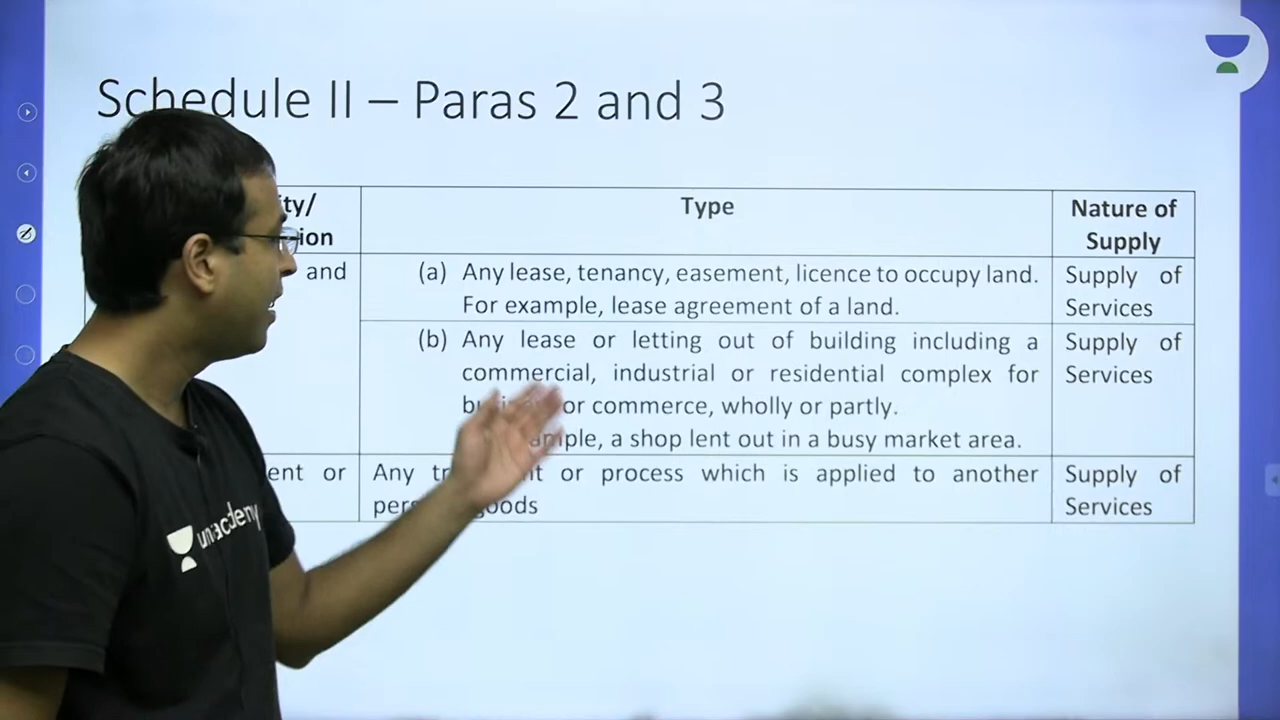 Schedule II – Paras 2 and 3
Type
Nature of
Supply
and
(a) Any lease, tenancy, easement, licence to occupy land.
For example, lease agreement of a land.
Supply of
Services
(b) Any lease or letting out of building including a
commercial, industrial or residential complex for
or commerce, wholly or partly.
a shop lent out in a busy market area.
Supply of
Services
or
Any or process which is applied to another
goods
Supply of
Services
unacademy